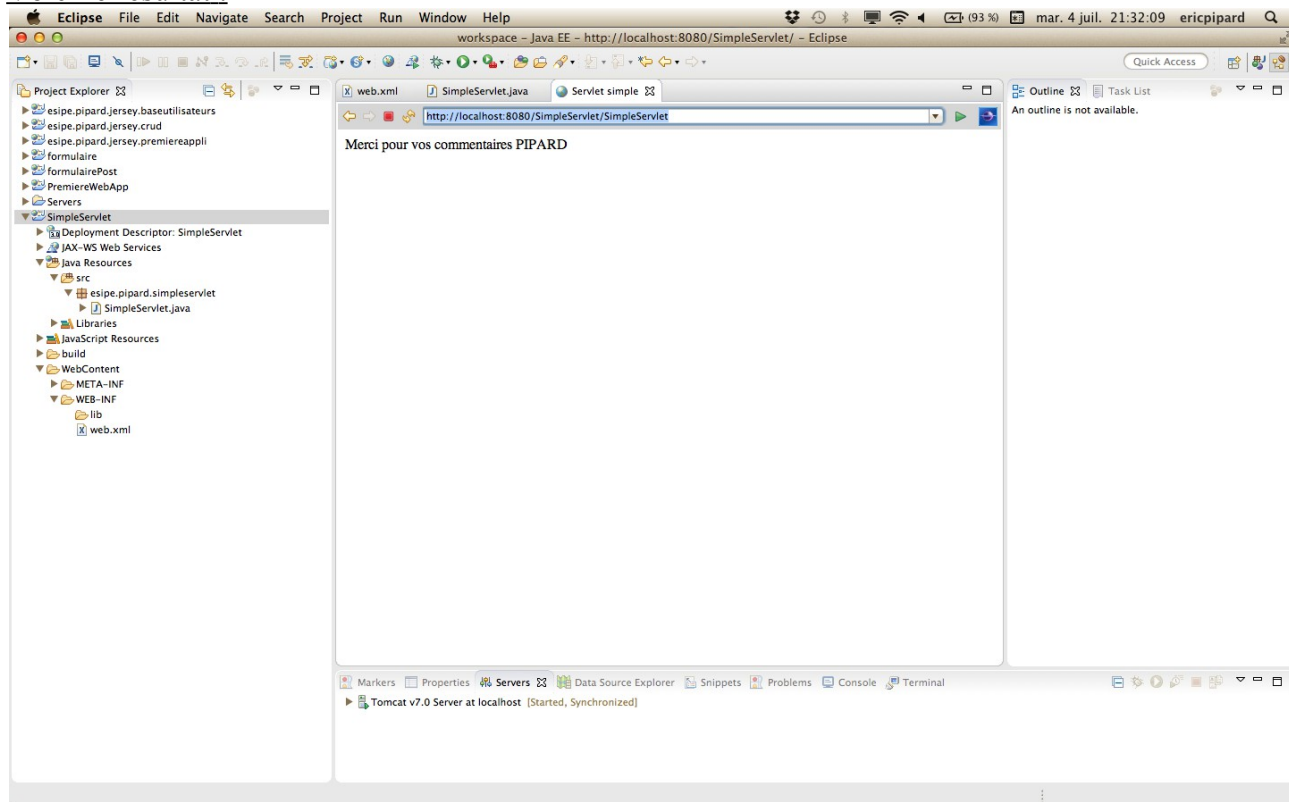 Eclipse File Edit Navigate Search Project Run Window Help (93 %) mar. 4 juil. 21:32:09 ericpipard
workspace – Java EE – http://localhost:8080/SimpleServlet/ – Eclipse
Quick Access
Project Explorer
web.xml SimpleServlet.java Servlet simple
Outline Task List
esipe.pipard.jersey.baseutilisateurs
esipe.pipard.jersey.crud
esipe.pipard.jersey.premiereappli
formulaire
formulairePost
PremiereWebApp
Servers
SimpleServlet
Deployment Descriptor: SimpleServlet
JAX-WS Web Services
Java Resources
src
esipe.pipard.simpleservlet
SimpleServlet.java
Libraries
JavaScript Resources
build
WebContent
META-INF
WEB-INF
lib
web.xml
http://localhost:8080/SimpleServlet/SimpleServlet
Merci pour vos commentaires PIPARD
An outline is not available.
Markers Properties Servers Data Source Explorer Snippets Problems Console Terminal
Tomcat v7.0 Server at localhost [Started, Synchronized]